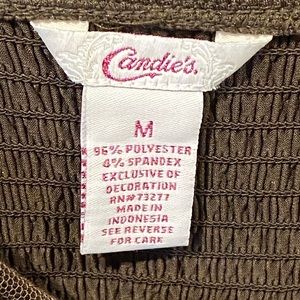 Candie's.
M
96% POLYESTER
4% SPANDEX
EXCLUSIVE OF
DECORATION
RN#73277
MADE IN
INDONESIA
SEE REVERSE
FOR CARE